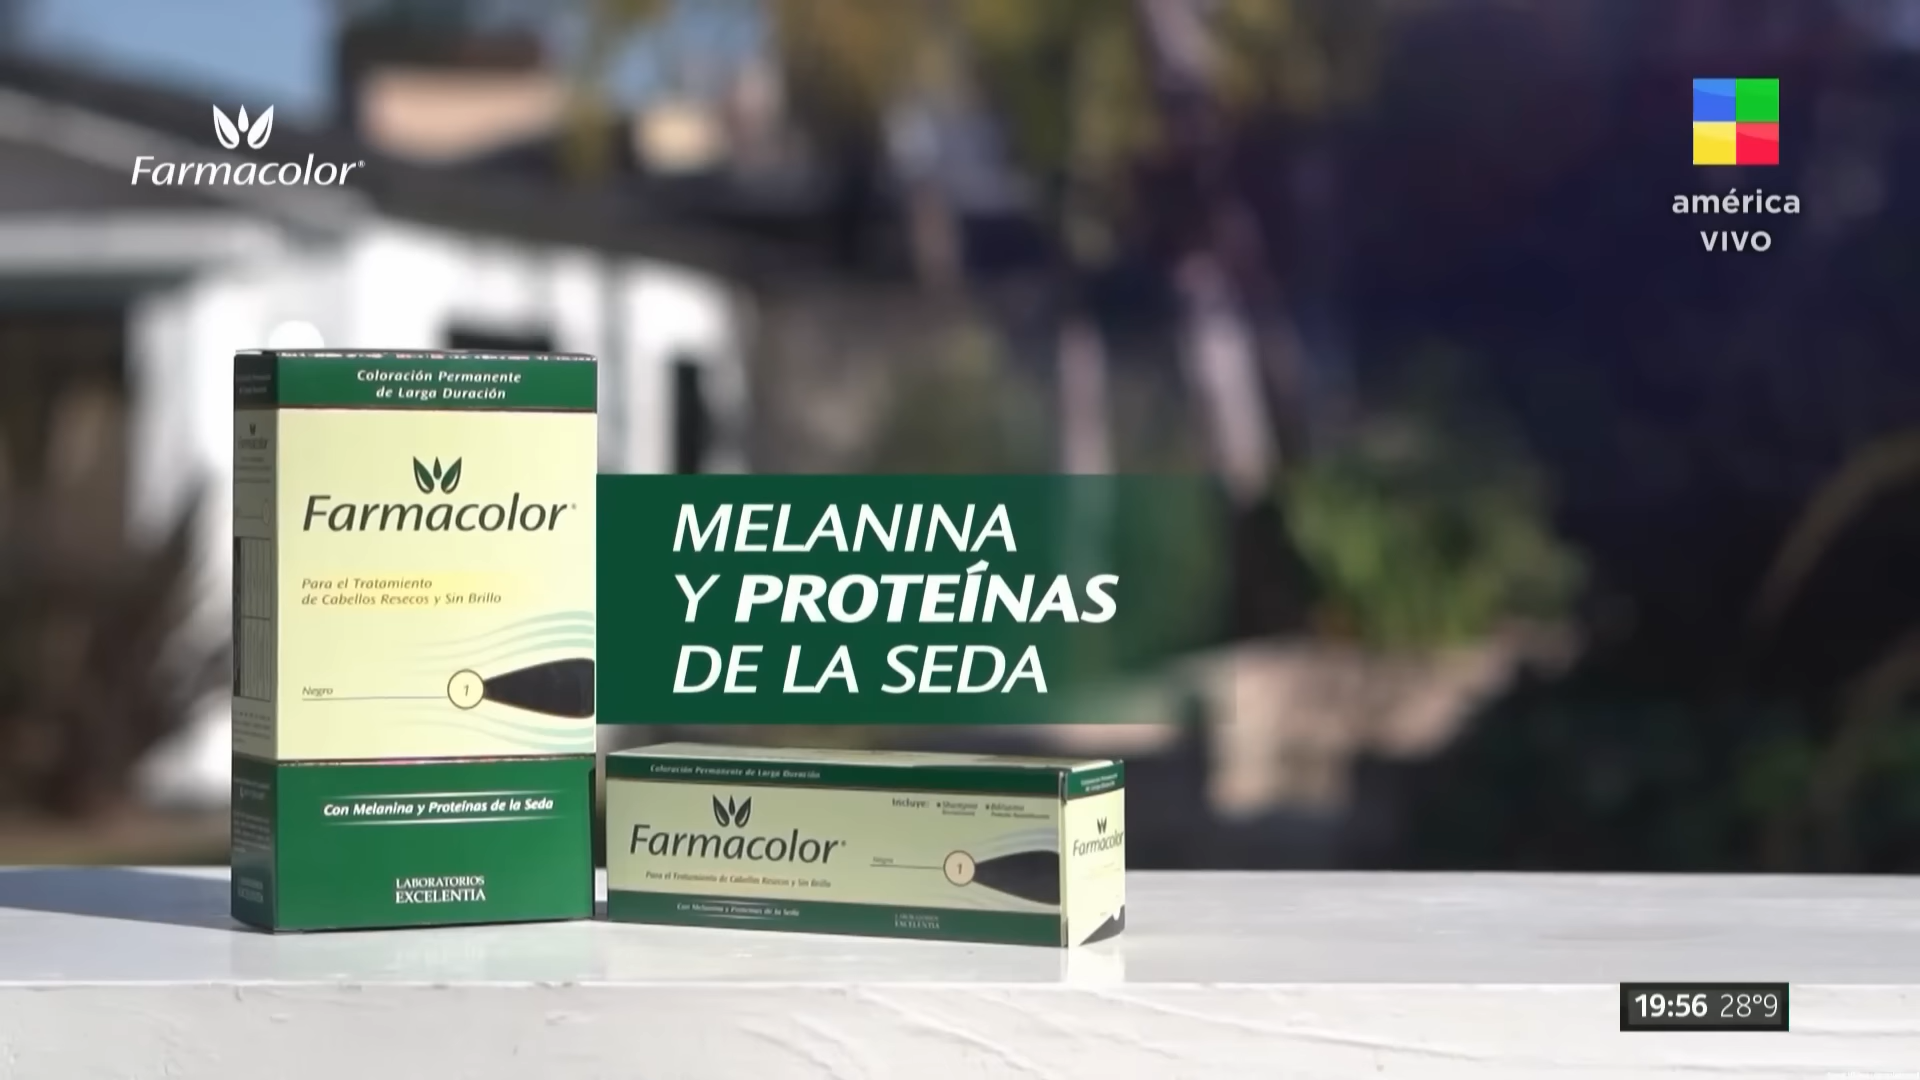 Farmacolor®
américa
VIVO
Coloración Permanente
de Larga Duración
Farmacolor®
Para el Tratamiento
de Cabellos Resecos y Sin Brillo
Negro
1
Con Melanina y Proteínas de la Seda
LABORATORIOS
EXCELENTIA
MELANINA
Y PROTEÍNAS
DE LA SEDA
Coloración Permanente de Larga Duración
Incluye:
Farmacolor®
Negro
1
Para el Tratamiento de Cabellos Resecos y Sin Brillo
Con Melanina y Proteínas de la Seda
LABORATORIOS
EXCELENTIA
Farmacolor
19:56 28°9